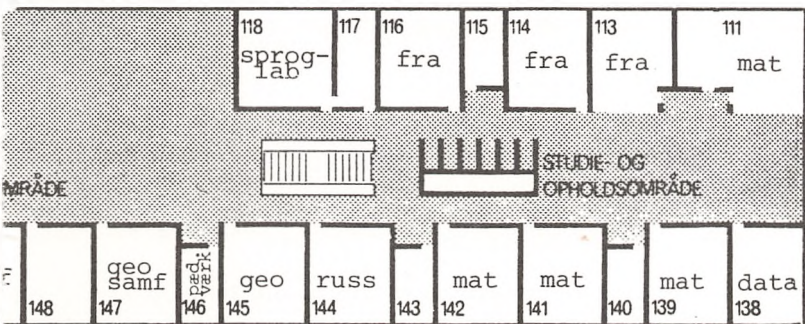 118 117 116 115 114 113 111
sprog-
lab
fra fra fra mat
STUDIE- OG
OPHOLDSOMRÅDE
MRÅDE
geo
samf
pæd.
værk
geo russ mat mat mat data
148 147 146 145 144 143 142 141 140 139 138